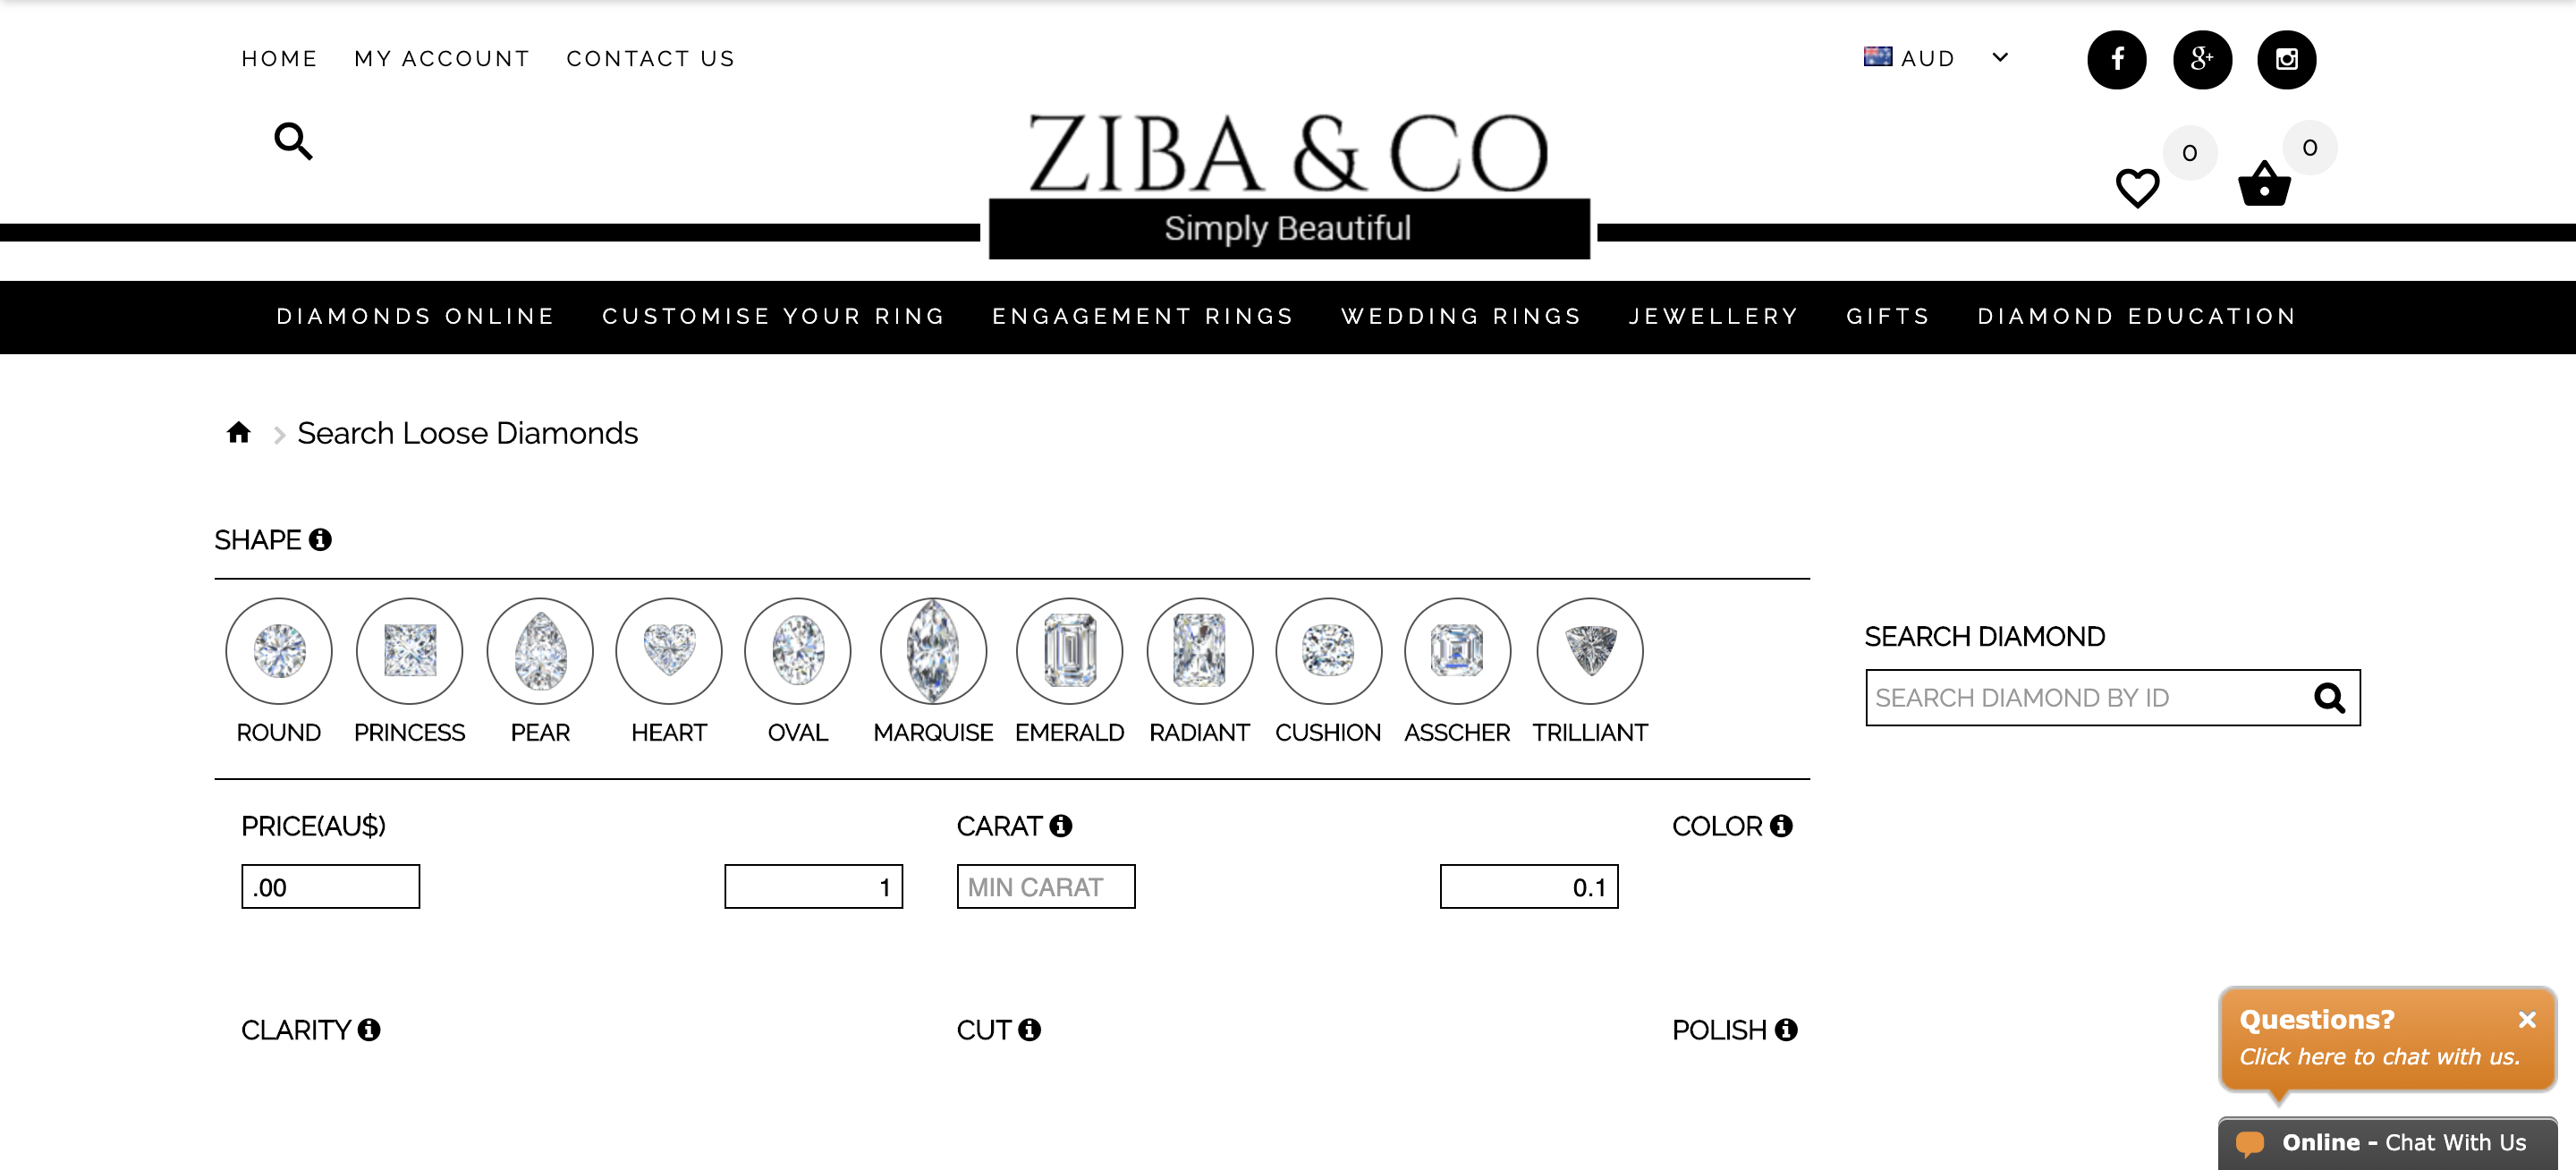 HOME MY ACCOUNT CONTACT US
AUD
ZIBA & CO
Simply Beautiful
0
0
DIAMONDS ONLINE CUSTOMISE YOUR RING ENGAGEMENT RINGS WEDDING RINGS JEWELLERY GIFTS DIAMOND EDUCATION
Search Loose Diamonds
SHAPE
ROUND PRINCESS PEAR HEART OVAL MARQUISE EMERALD RADIANT CUSHION ASSCHER TRILLIANT
SEARCH DIAMOND
SEARCH DIAMOND BY ID
PRICE(AU$) CARAT COLOR
.00 1 MIN CARAT 0.1
CLARITY CUT POLISH
Questions?
Click here to chat with us.
Online - Chat With Us